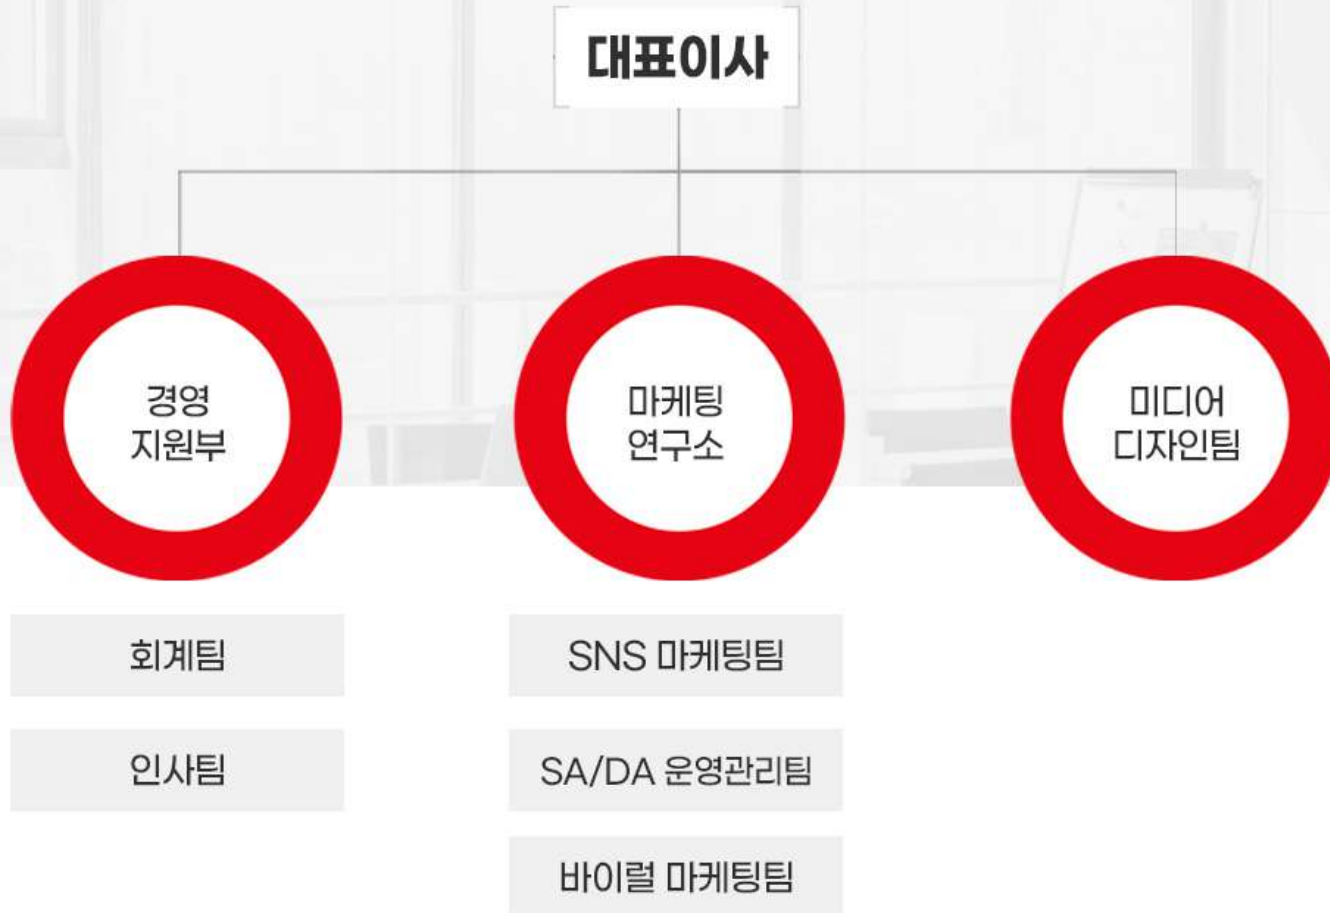 대표이사
경영
지원부
마케팅
연구소
미디어
디자인팀
회계팀
SNS 마케팅팀
인사팀
SA/DA 운영관리팀
바이럴 마케팅팀